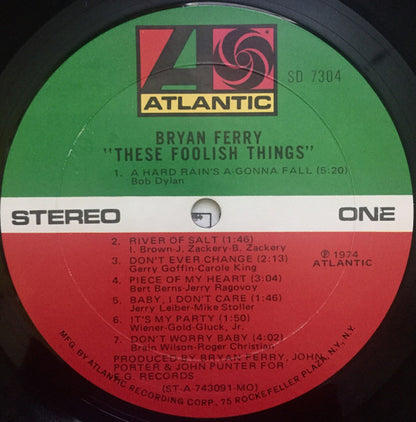 SD 7304
ATLANTIC
BRYAN FERRY
"THESE FOOLISH THINGS"
1. A HARD RAIN'S A-GONNA FALL (5:20)
Bob Dylan
STEREO ONE
2. RIVER OF SALT (1:46)
I. Brown-J. Zackery-B. Zackery
3. DON'T EVER CHANGE (2:13)
Gerry Goffin-Carole King
℗ 1974
ATLANTIC
4. PIECE OF MY HEART (3:04)
Bert Berns-Jerry Ragovoy
5. BABY, I DON'T CARE (1:46)
Jerry Leiber-Mike Stoller
6. IT'S MY PARTY (1:50)
Wiener-Gold-Gluck, Jr.
7. DON'T WORRY BABY (4:02)
Brian Wilson-Roger Christian
PRODUCED BY BRYAN FERRY, JOHN
PORTER & JOHN PUNTER FOR
E.G. RECORDS
(ST-A-743091-MO)
MFG. BY ATLANTIC RECORDING CORP., 75 ROCKEFELLER PLAZA, N.Y., N.Y.